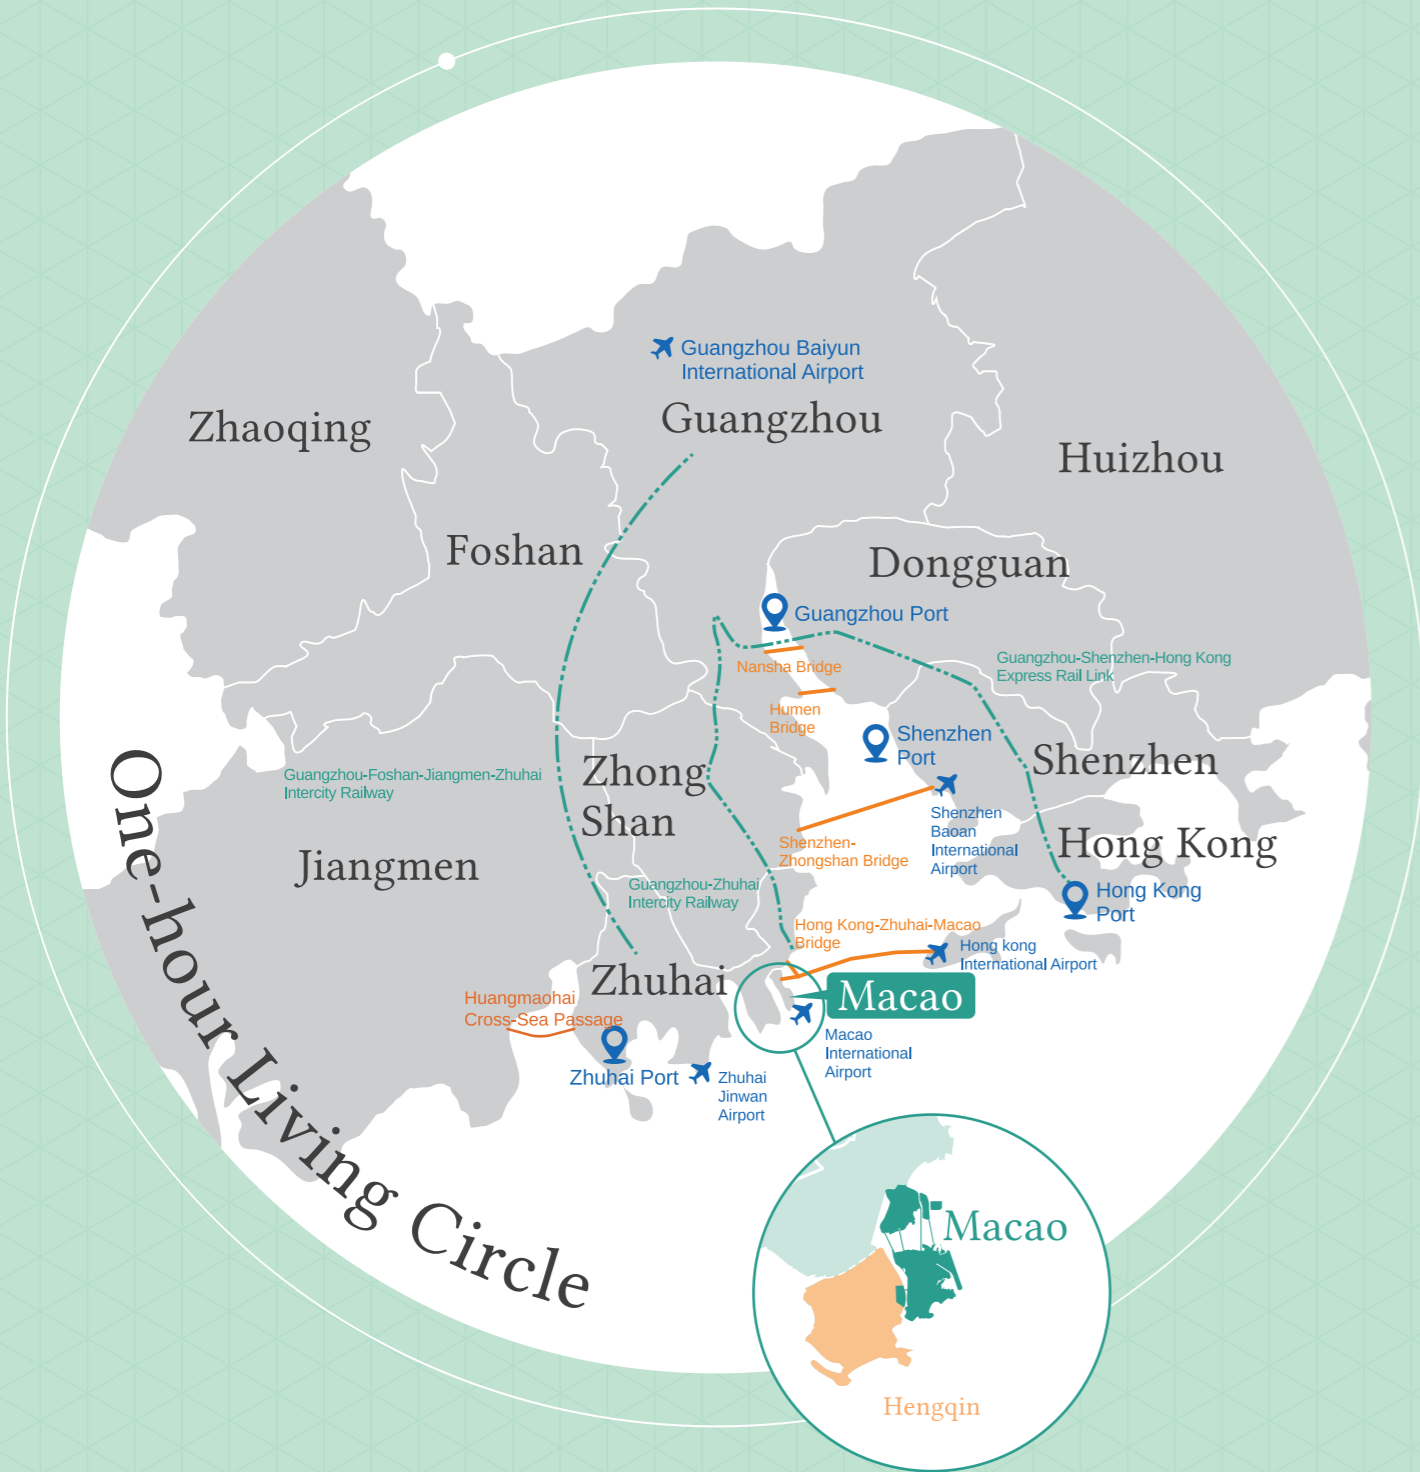 Guangzhou Baiyun
International Airport
Guangzhou
Zhaoqing
Huizhou
Foshan
Dongguan
Guangzhou Port
Nansha Bridge
Guangzhou-Shenzhen-Hong Kong
Express Rail Link
Humen
Bridge
Shenzhen
Port
Shenzhen
Zhong
Shan
Guangzhou-Foshan-Jiangmen-Zhuhai
Intercity Railway
Shenzhen
Baoan
International
Airport
Shenzhen-
Zhongshan Bridge
Hong Kong
Jiangmen
Guangzhou-Zhuhai
Intercity Railway
Hong Kong
Port
Hong Kong-Zhuhai-Macao
Bridge
Hong kong
International Airport
Zhuhai
Macao
Huangmaohai
Cross-Sea Passage
Macao
International
Airport
Zhuhai Port
Zhuhai
Jinwan
Airport
One-hour Living Circle
Macao
Hengqin